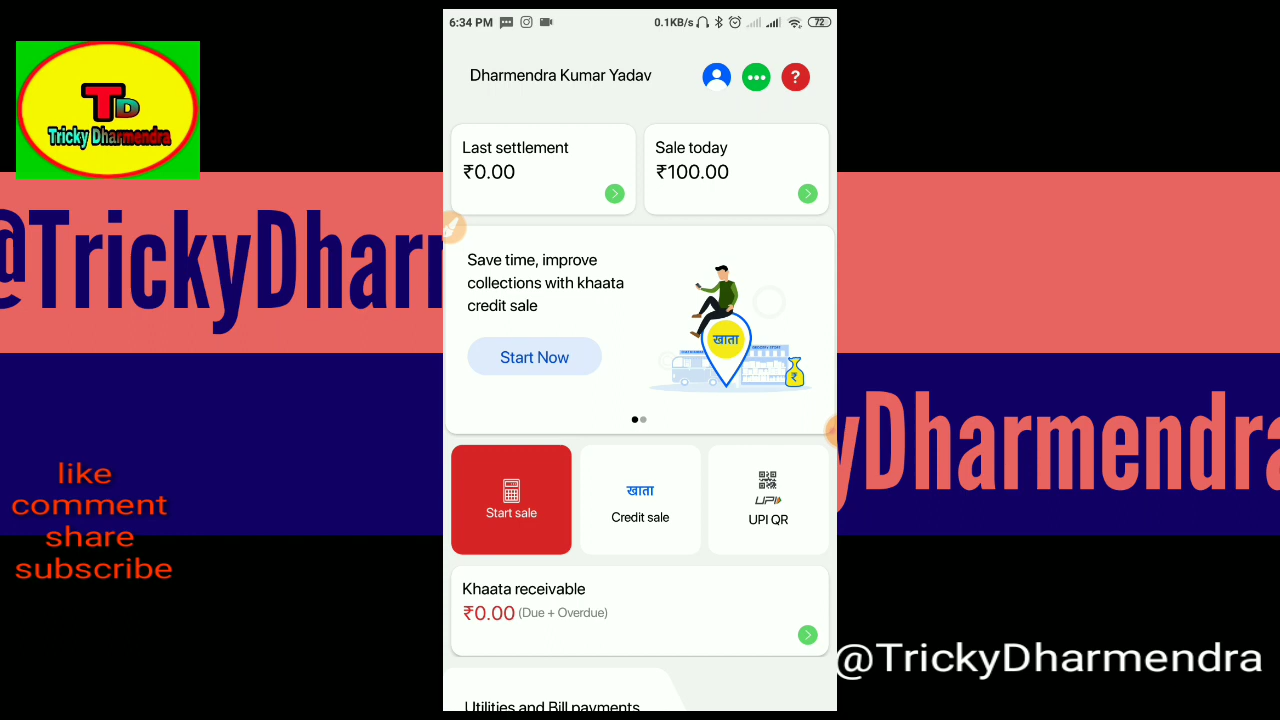 6:34 PM
0.1KB/s
72
TD
Tricky Dharmendra
Dharmendra Kumar Yadav
?
Last settlement
₹0.00
Sale today
₹100.00
@TrickyDharm
Save time, improve
collections with khaata
credit sale
Start Now
खाता
₹
yDharmendra
Start sale
खाता
Credit sale
UPI
UPI QR
like
comment
share
subscribe
Khaata receivable
₹0.00 (Due + Overdue)
@TrickyDharmendra
Utilities and Bill payments